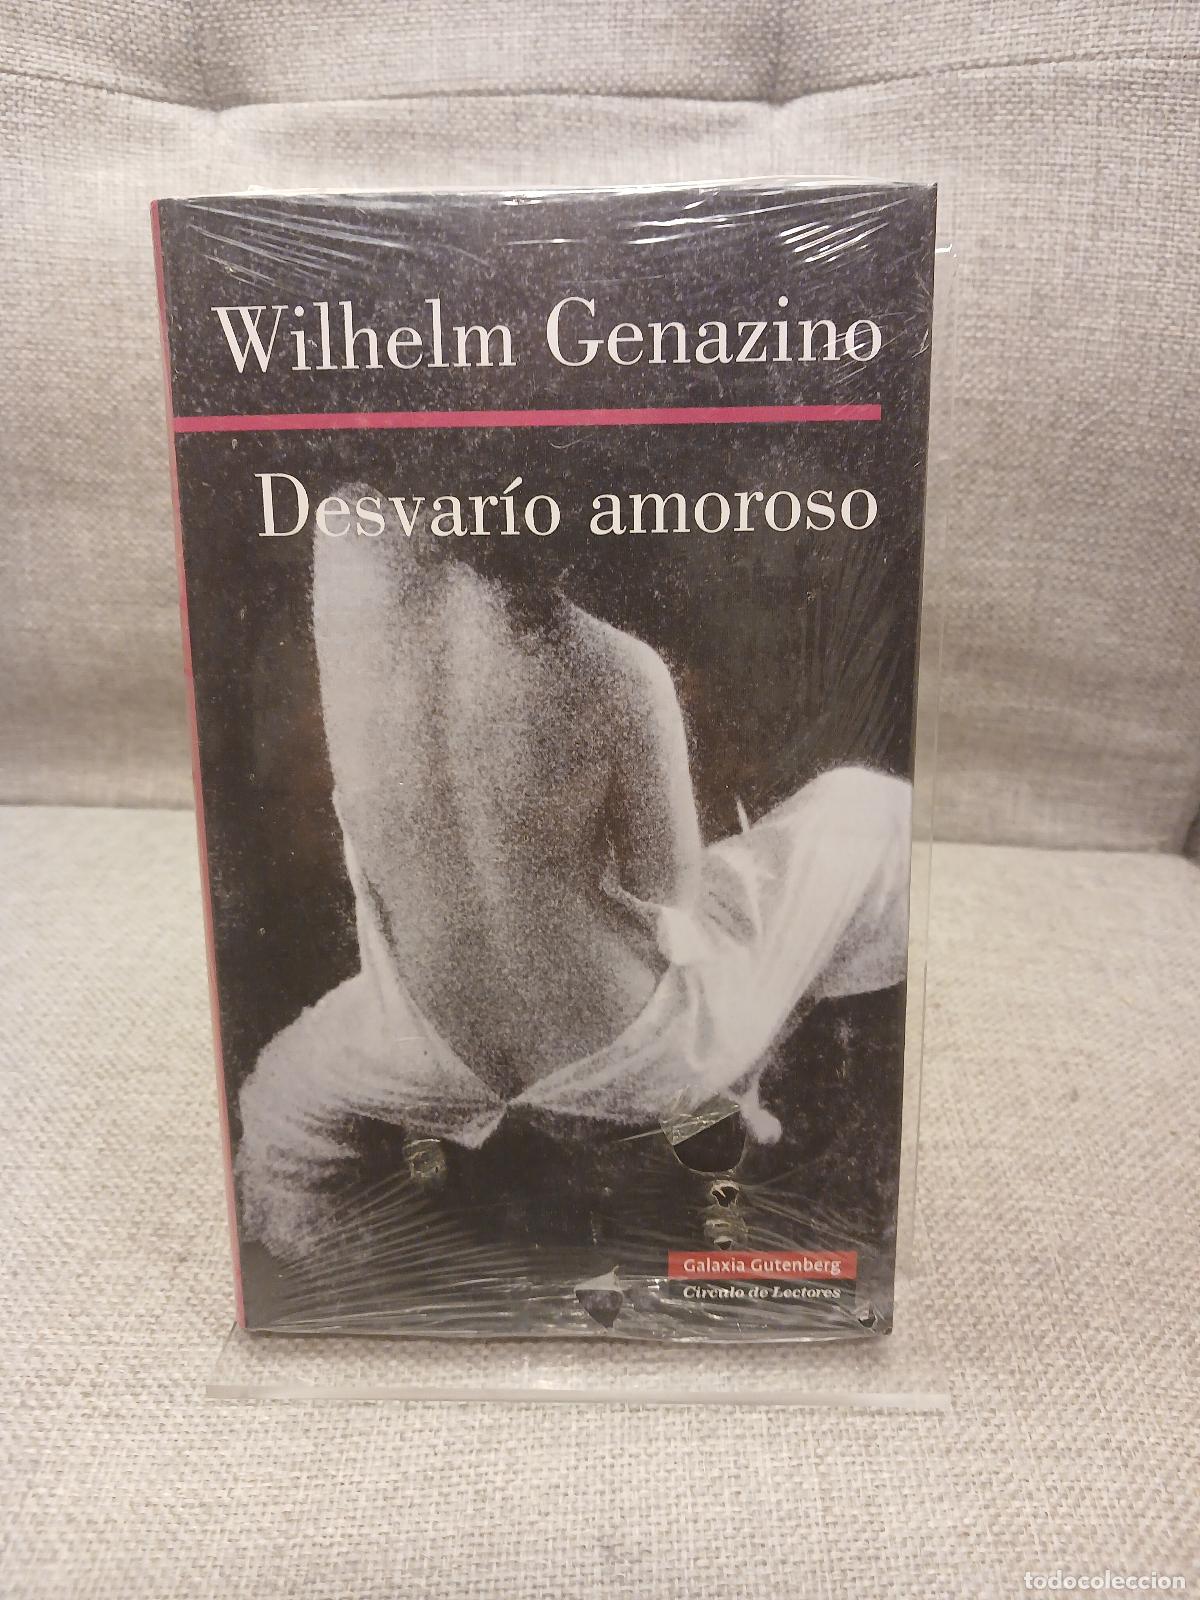 Wilhelm Genazino
Desvarío amoroso
Galaxia Gutenberg
Círculo de Lectores
todocoleccion